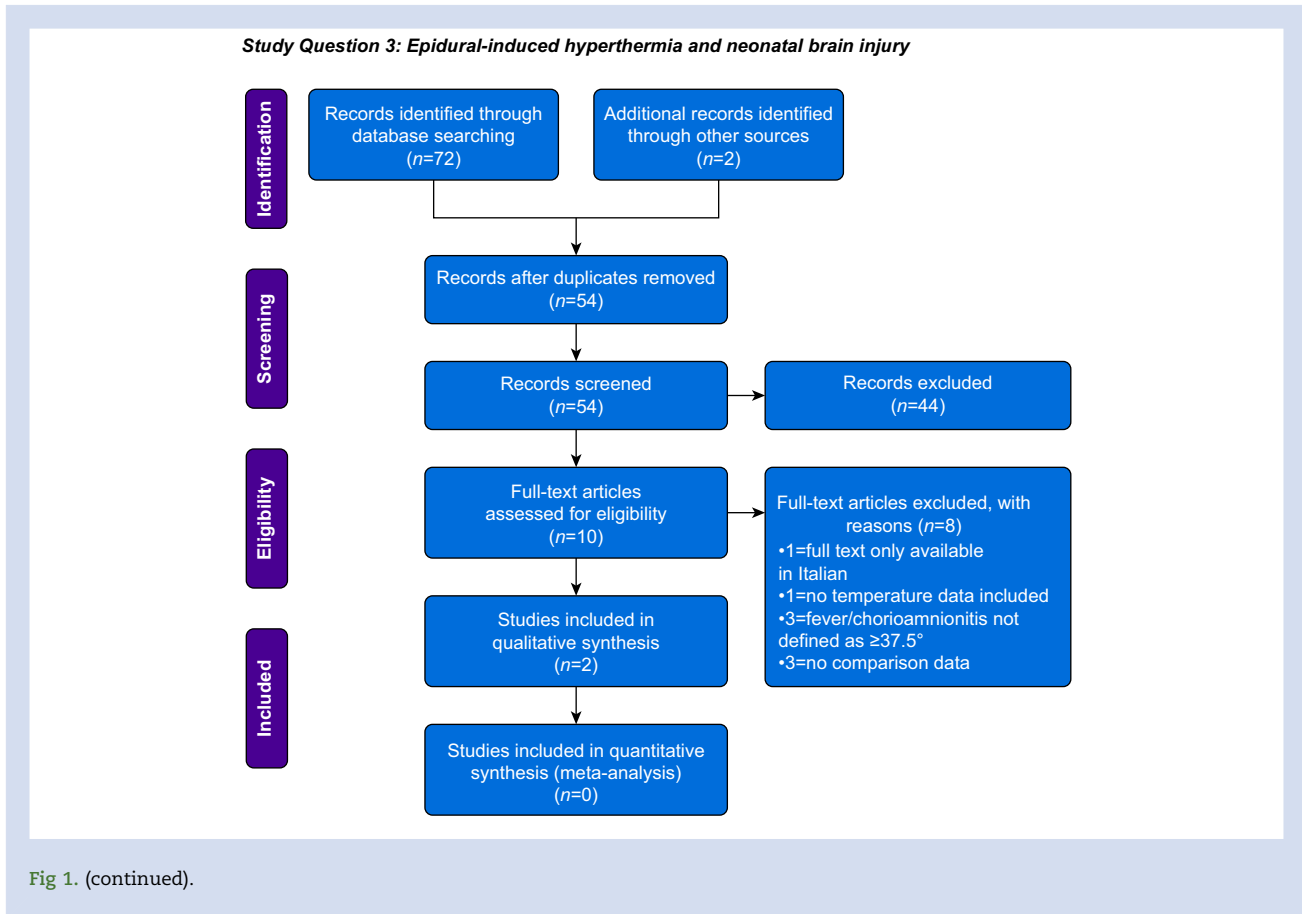 Study Question 3: Epidural-induced hyperthermia and neonatal brain injury
Identification
Records identified through
database searching
(n=72)
Additional records identified
through other sources
(n=2)
Screening
Records after duplicates removed
(n=54)
Records screened
(n=54)
Records excluded
(n=44)
Eligibility
Full-text articles
assessed for eligibility
(n=10)
Full-text articles excluded, with
reasons (n=8)
•1=full text only available
in Italian
•1=no temperature data included
•3=fever/chorioamnionitis not
defined as ≥37.5°
•3=no comparison data
Studies included in
qualitative synthesis
(n=2)
Included
Studies included in quantitative
synthesis (meta-analysis)
(n=0)
Fig 1. (continued).